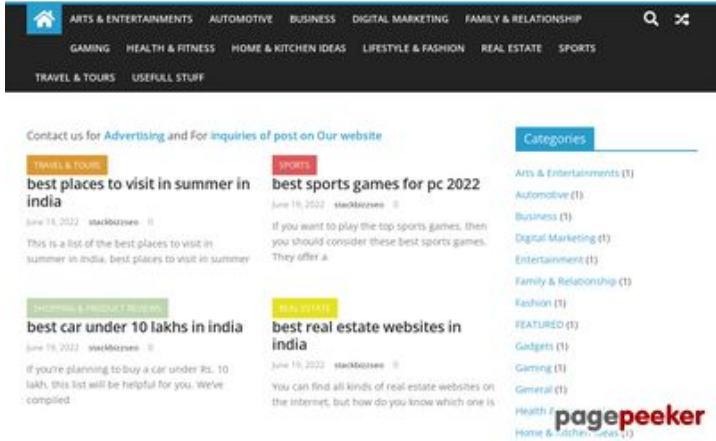 ARTS & ENTERTAINMENTS AUTOMOTIVE BUSINESS DIGITAL MARKETING FAMILY & RELATIONSHIP
GAMING HEALTH & FITNESS HOME & KITCHEN IDEAS LIFESTYLE & FASHION REAL ESTATE SPORTS
TRAVEL & TOURS USEFULL STUFF
Contact us for Advertising and For inquiries of post on Our website
TRAVEL & TOURS
best places to visit in summer in
india
June 19, 2022 stackbizzseo 0
This is a list of the best places to visit in
summer in india. best places to visit in summer
SPORTS
best sports games for pc 2022
June 19, 2022 stackbizzseo 0
If you want to play the top sports games, then
you should consider these best sports games.
They offer a
SHOPPING & PRODUCT REVIEWS
best car under 10 lakhs in india
June 19, 2022 stackbizzseo 0
If you're planning to buy a car under Rs. 10
lakh, this list will be helpful for you. We've
compiled
REAL ESTATE
best real estate websites in
india
June 19, 2022 stackbizzseo 0
You can find all kinds of real estate websites on
the internet, but how do you know which one is
Categories
Arts & Entertainments (1)
Automotive (1)
Business (1)
Digital Marketing (1)
Entertainment (1)
Family & Relationship (1)
Fashion (1)
FEATURED (1)
Gadgets (1)
Gaming (1)
General (1)
Health &
Home & Kitchen Ideas (1)
pagepeeker